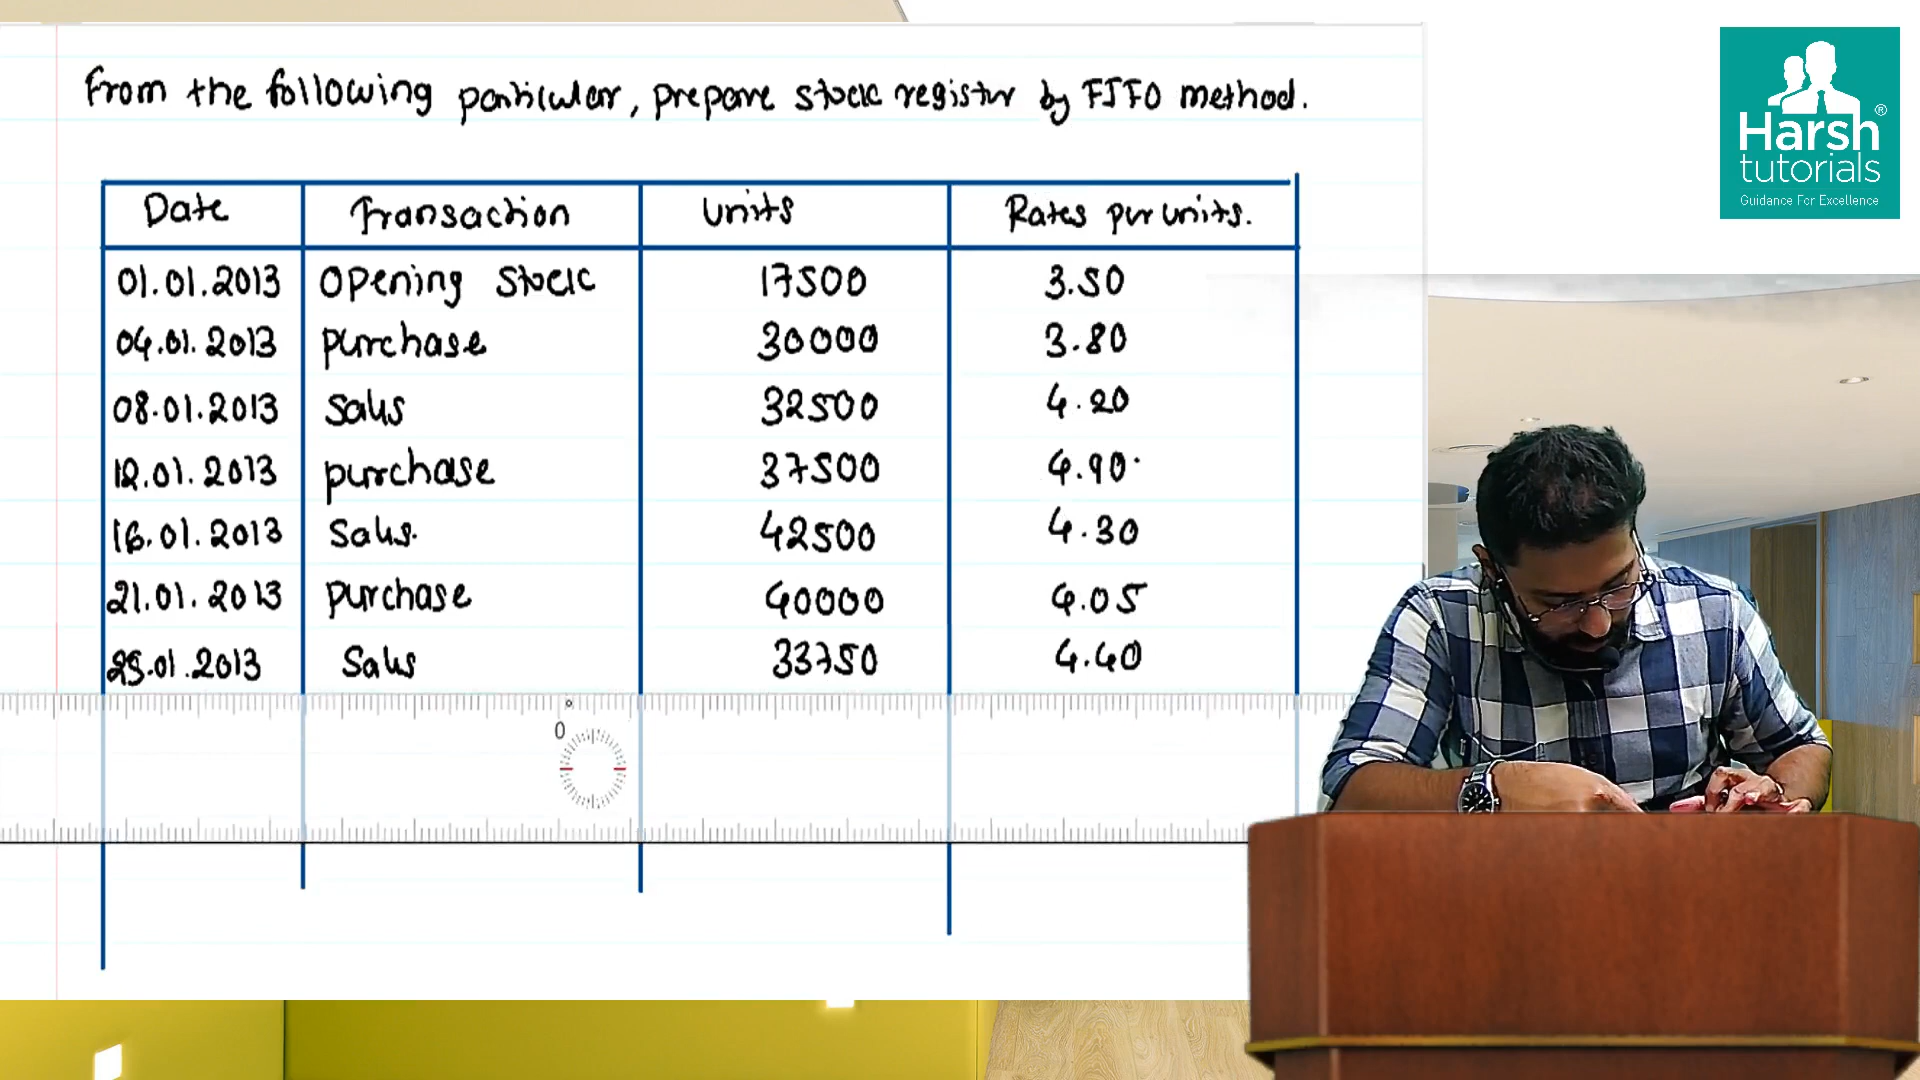 From the following particular, prepare stock register by FIFO method.
Date Transaction Units Rates per units.
01.01.2013 Opening Stock 17500 3.50
04.01.2013 purchase 30000 3.80
08.01.2013 Sales 32500 4.20
12.01.2013 purchase 37500 4.90
16.01.2013 Sales. 42500 4.30
21.01.2013 purchase 40000 4.05
25.01.2013 Sales 33750 4.40
0°
Harsh®
tutorials
Guidance For Excellence